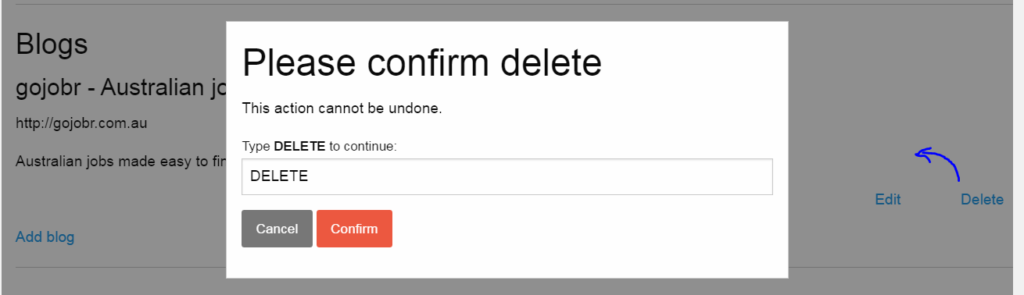 Blogs
gojobr - Australian jo
http://gojobr.com.au
Australian jobs made easy to fin
Edit Delete
Add blog
Please confirm delete
This action cannot be undone.
Type DELETE to continue:
DELETE
Cancel Confirm